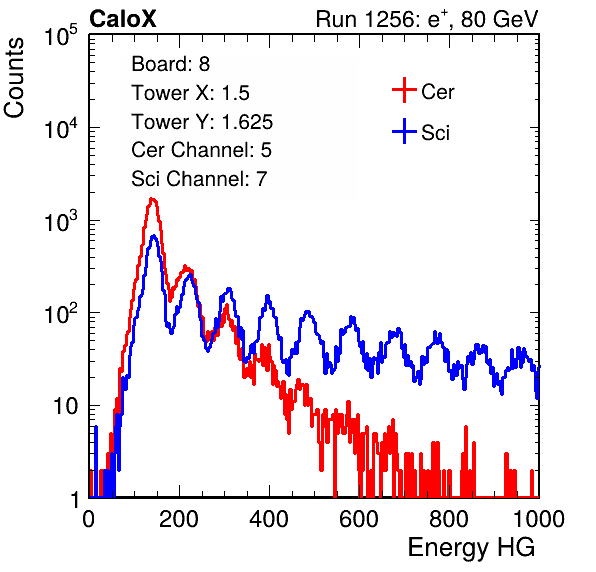 CaloX Run 1256: e⁺, 80 GeV
Counts
10⁵
10⁴
10³
10²
10
1
Board: 8
Tower X: 1.5
Tower Y: 1.625
Cer Channel: 5
Sci Channel: 7
Cer
Sci
0 200 400 600 800 1000
Energy HG